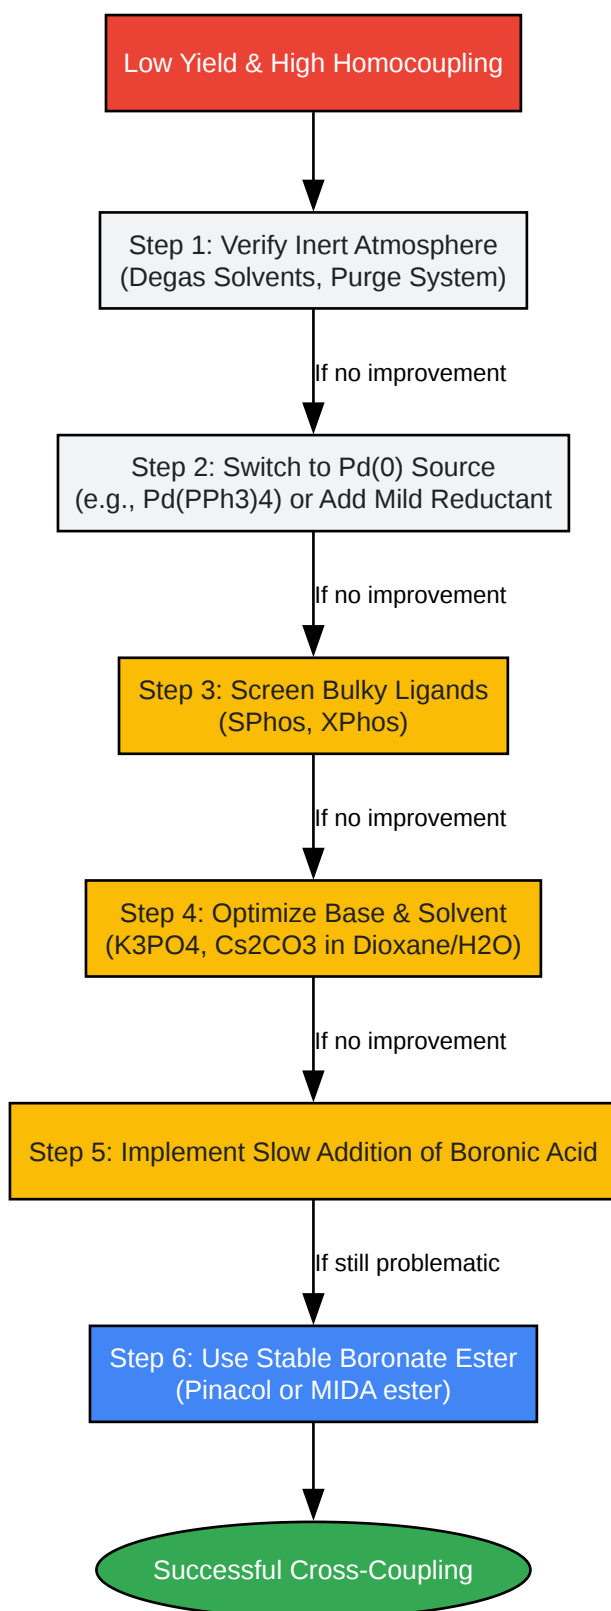 Low Yield & High Homocoupling
Step 1: Verify Inert Atmosphere
(Degas Solvents, Purge System)
If no improvement
Step 2: Switch to Pd(0) Source
(e.g., Pd(PPh3)4) or Add Mild Reductant
If no improvement
Step 3: Screen Bulky Ligands
(SPhos, XPhos)
If no improvement
Step 4: Optimize Base & Solvent
(K3PO4, Cs2CO3 in Dioxane/H2O)
If no improvement
Step 5: Implement Slow Addition of Boronic Acid
If still problematic
Step 6: Use Stable Boronate Ester
(Pinacol or MIDA ester)
Successful Cross-Coupling